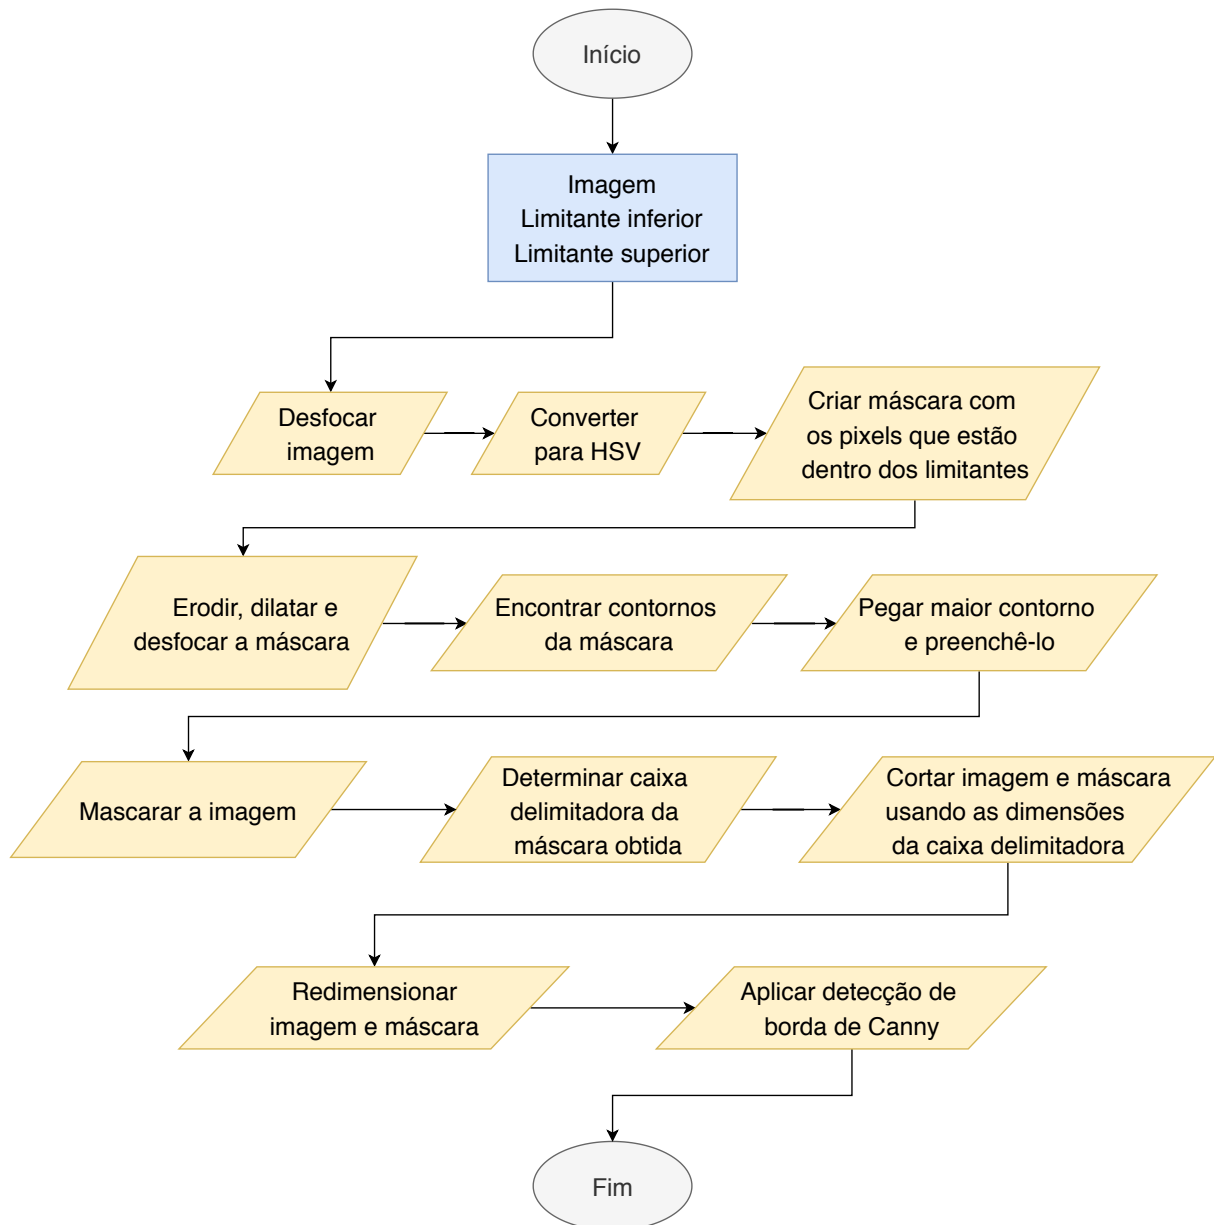 Início
Imagem
Limitante inferior
Limitante superior
Desfocar
imagem
Converter
para HSV
Criar máscara com
os pixels que estão
dentro dos limitantes
Erodir, dilatar e
desfocar a máscara
Encontrar contornos
da máscara
Pegar maior contorno
e preenchê-lo
Mascarar a imagem
Determinar caixa
delimitadora da
máscara obtida
Cortar imagem e máscara
usando as dimensões
da caixa delimitadora
Redimensionar
imagem e máscara
Aplicar detecção de
borda de Canny
Fim